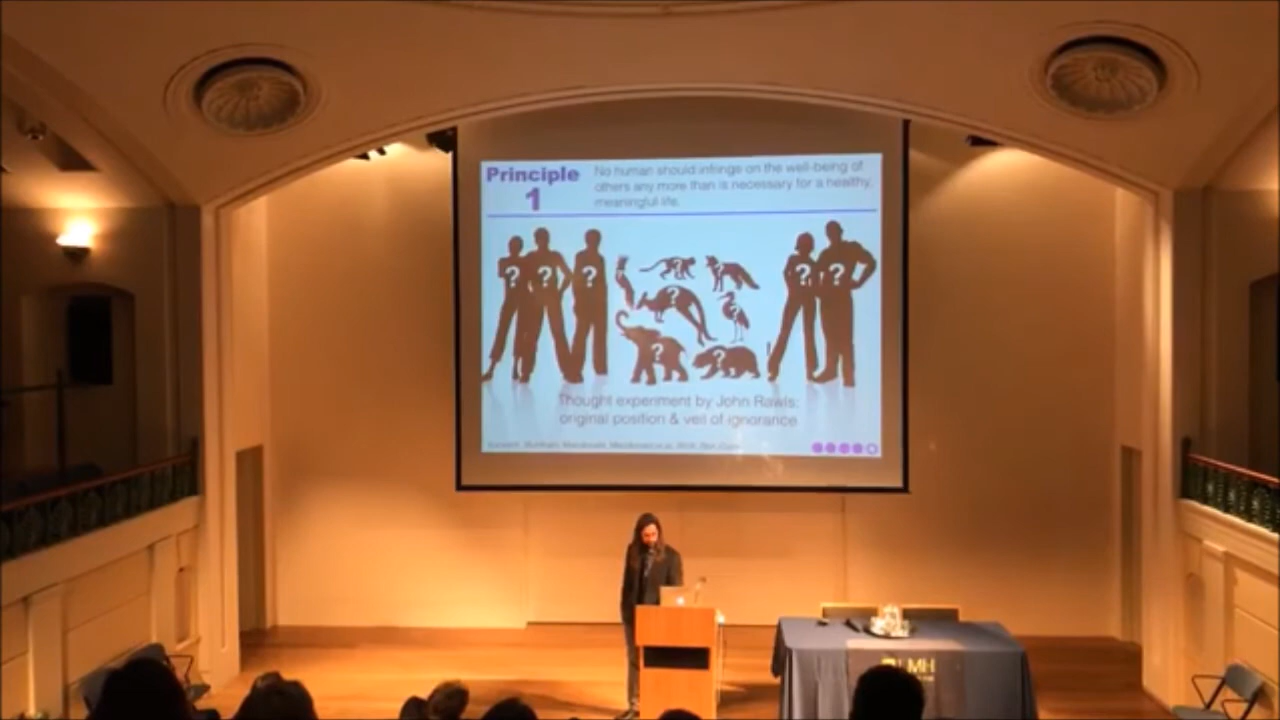 Principle
1
No human should infringe on the well-being of
others any more than is necessary for a healthy,
meaningful life.
? ? ? ? ? ? ? ? ? ?
Thought experiment by John Rawls:
original position & veil of ignorance
LMH